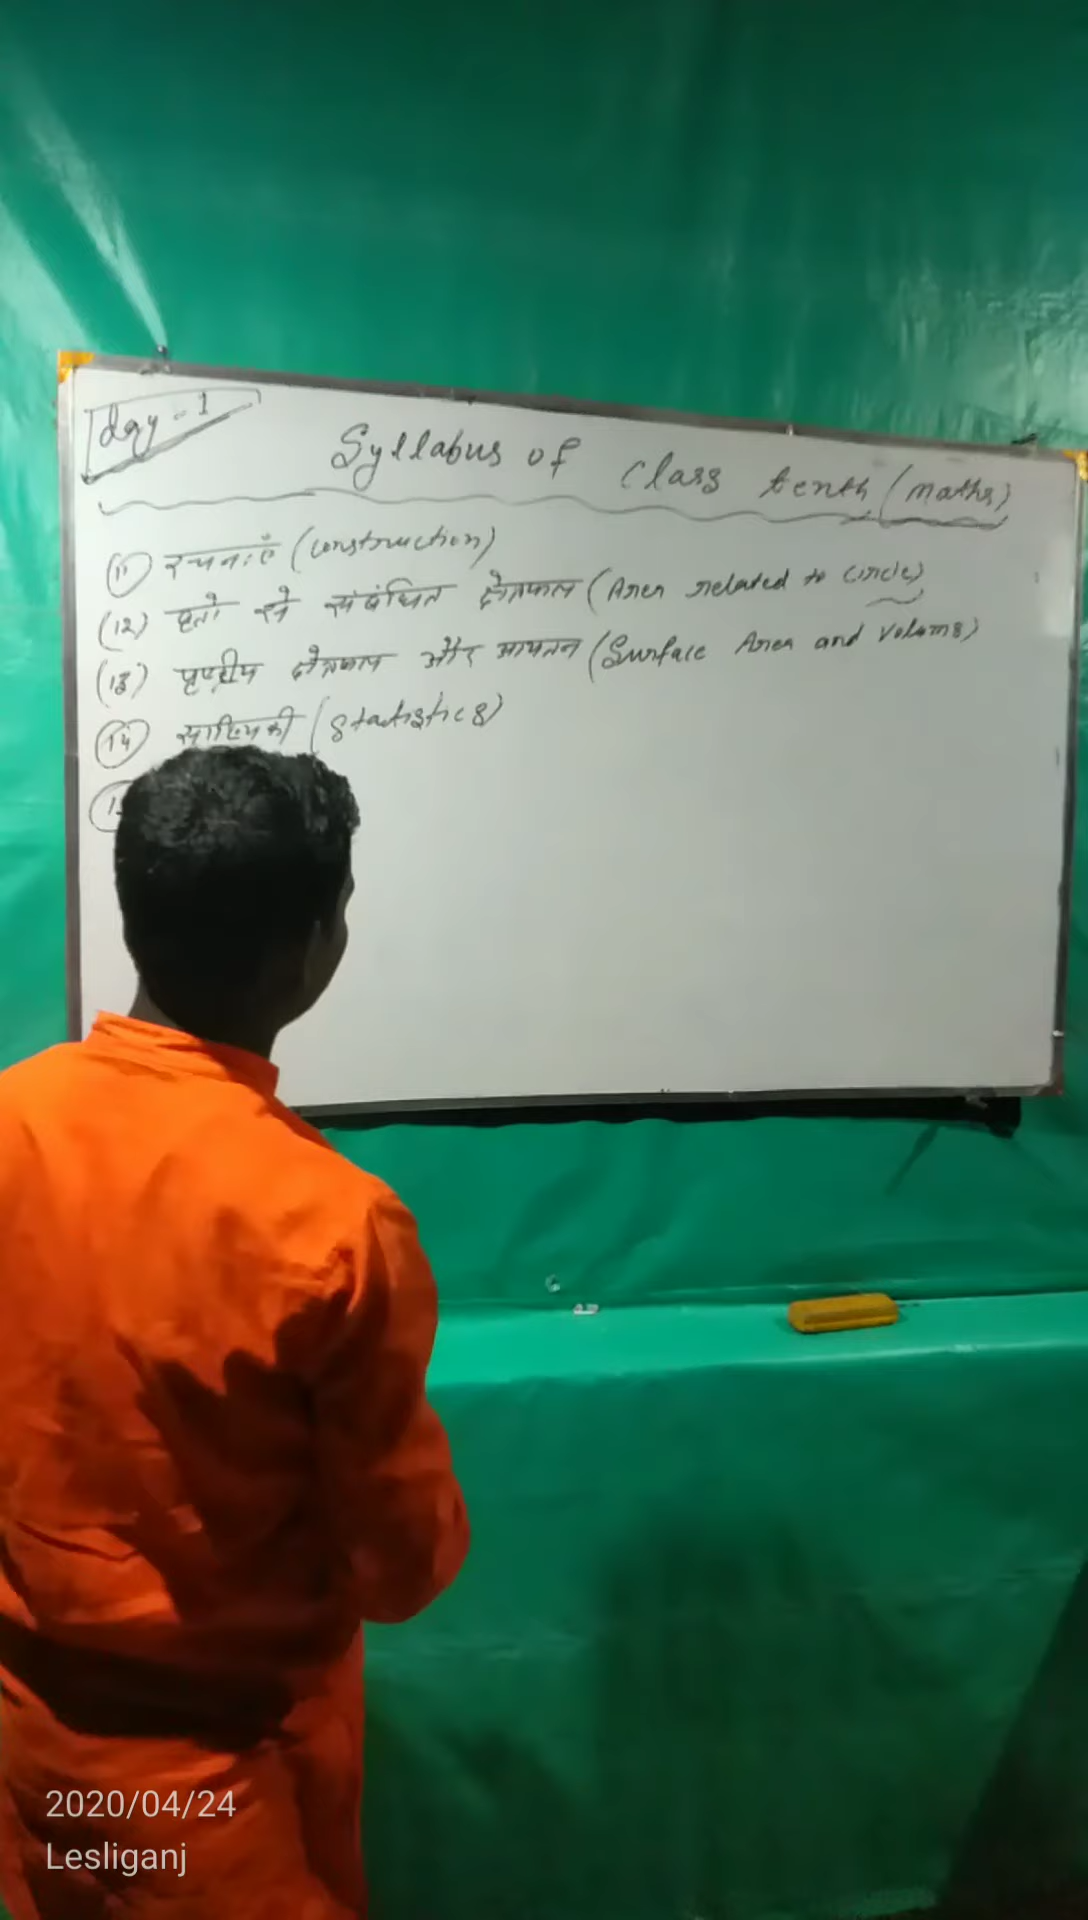 day-1
Syllabus of Class tenth (maths)
(11) रचनाएँ (Construction)
(12) वृतो से संबंधित क्षेत्रफल (Area related to Circle)
(13) पृष्ठीय क्षेत्रफल और आयतन (Surface Area and Volume)
(14) सांख्यिकी (Statistics)
2020/04/24
Lesliganj